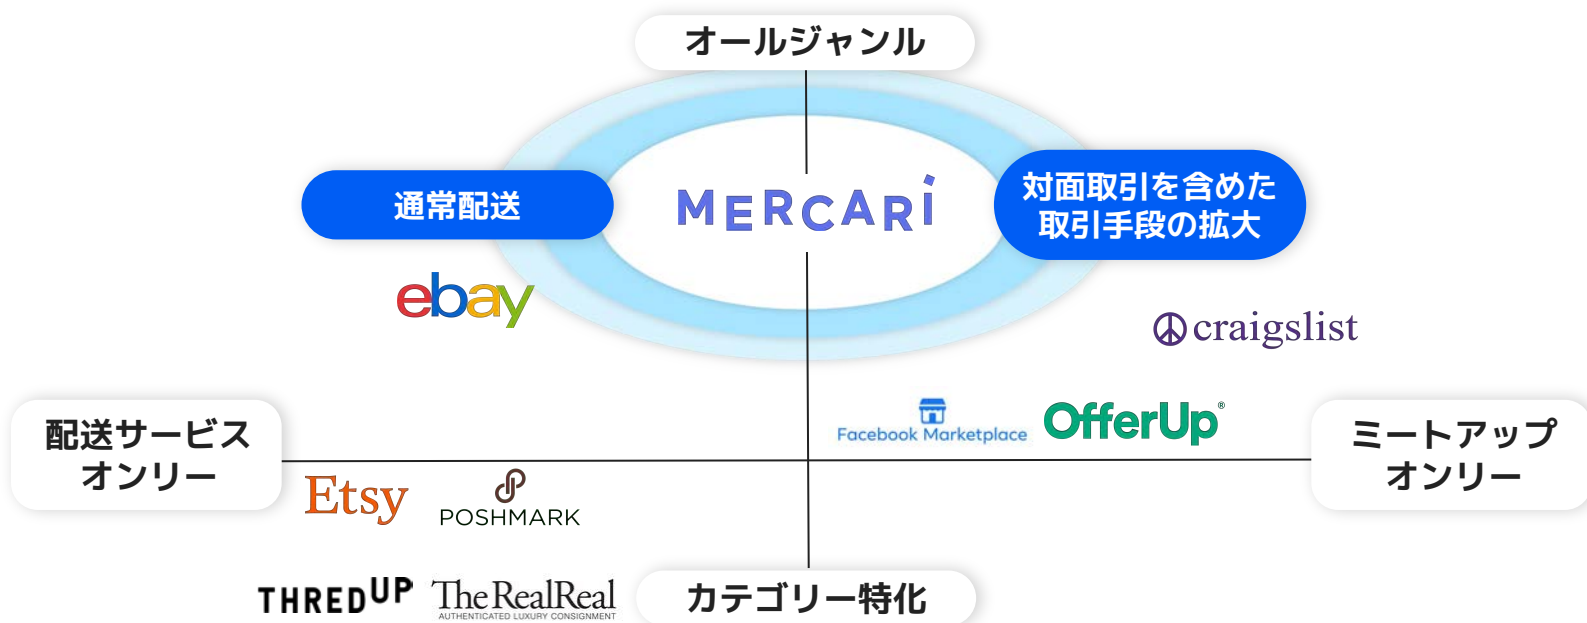 オールジャンル
通常配送
MERCARI
対面取引を含めた
取引手段の拡大
ebay
craigslist
配送サービス
オンリー
Facebook Marketplace
OfferUp®
ミートアップ
オンリー
Etsy
POSHMARK
THREDUP
The RealReal
AUTHENTICATED LUXURY CONSIGNMENT
カテゴリー特化